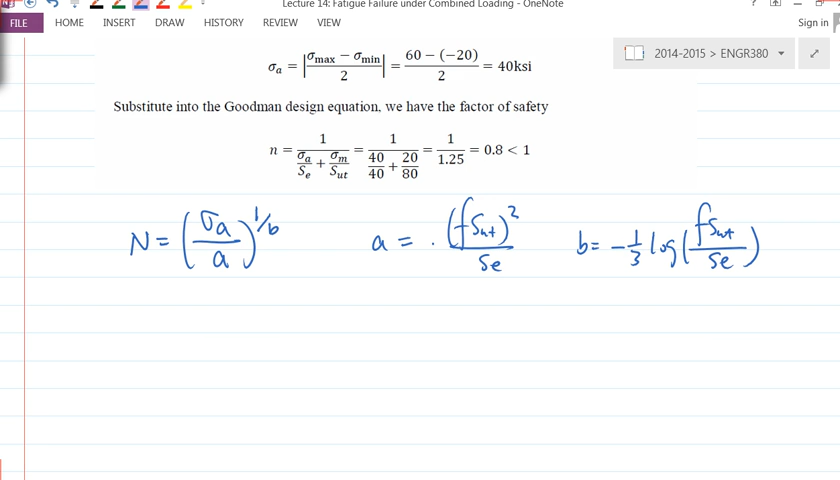 Lecture 14: Fatigue Failure under Combined Loading - OneNote
FILE HOME INSERT DRAW HISTORY REVIEW VIEW Sign in
2014-2015 > ENGR380
σₐ = |(σmax − σmin)/2| = (60 − (−20))/2 = 40ksi
Substitute into the Goodman design equation, we have the factor of safety
n = 1/(σₐ/Sₑ + σₘ/Sut) = 1/(40/40 + 20/80) = 1/1.25 = 0.8 < 1
N = (σₐ/a)^(1/b) a = (f Sut)²/Se b = −1/3 log(f Sut/Se)